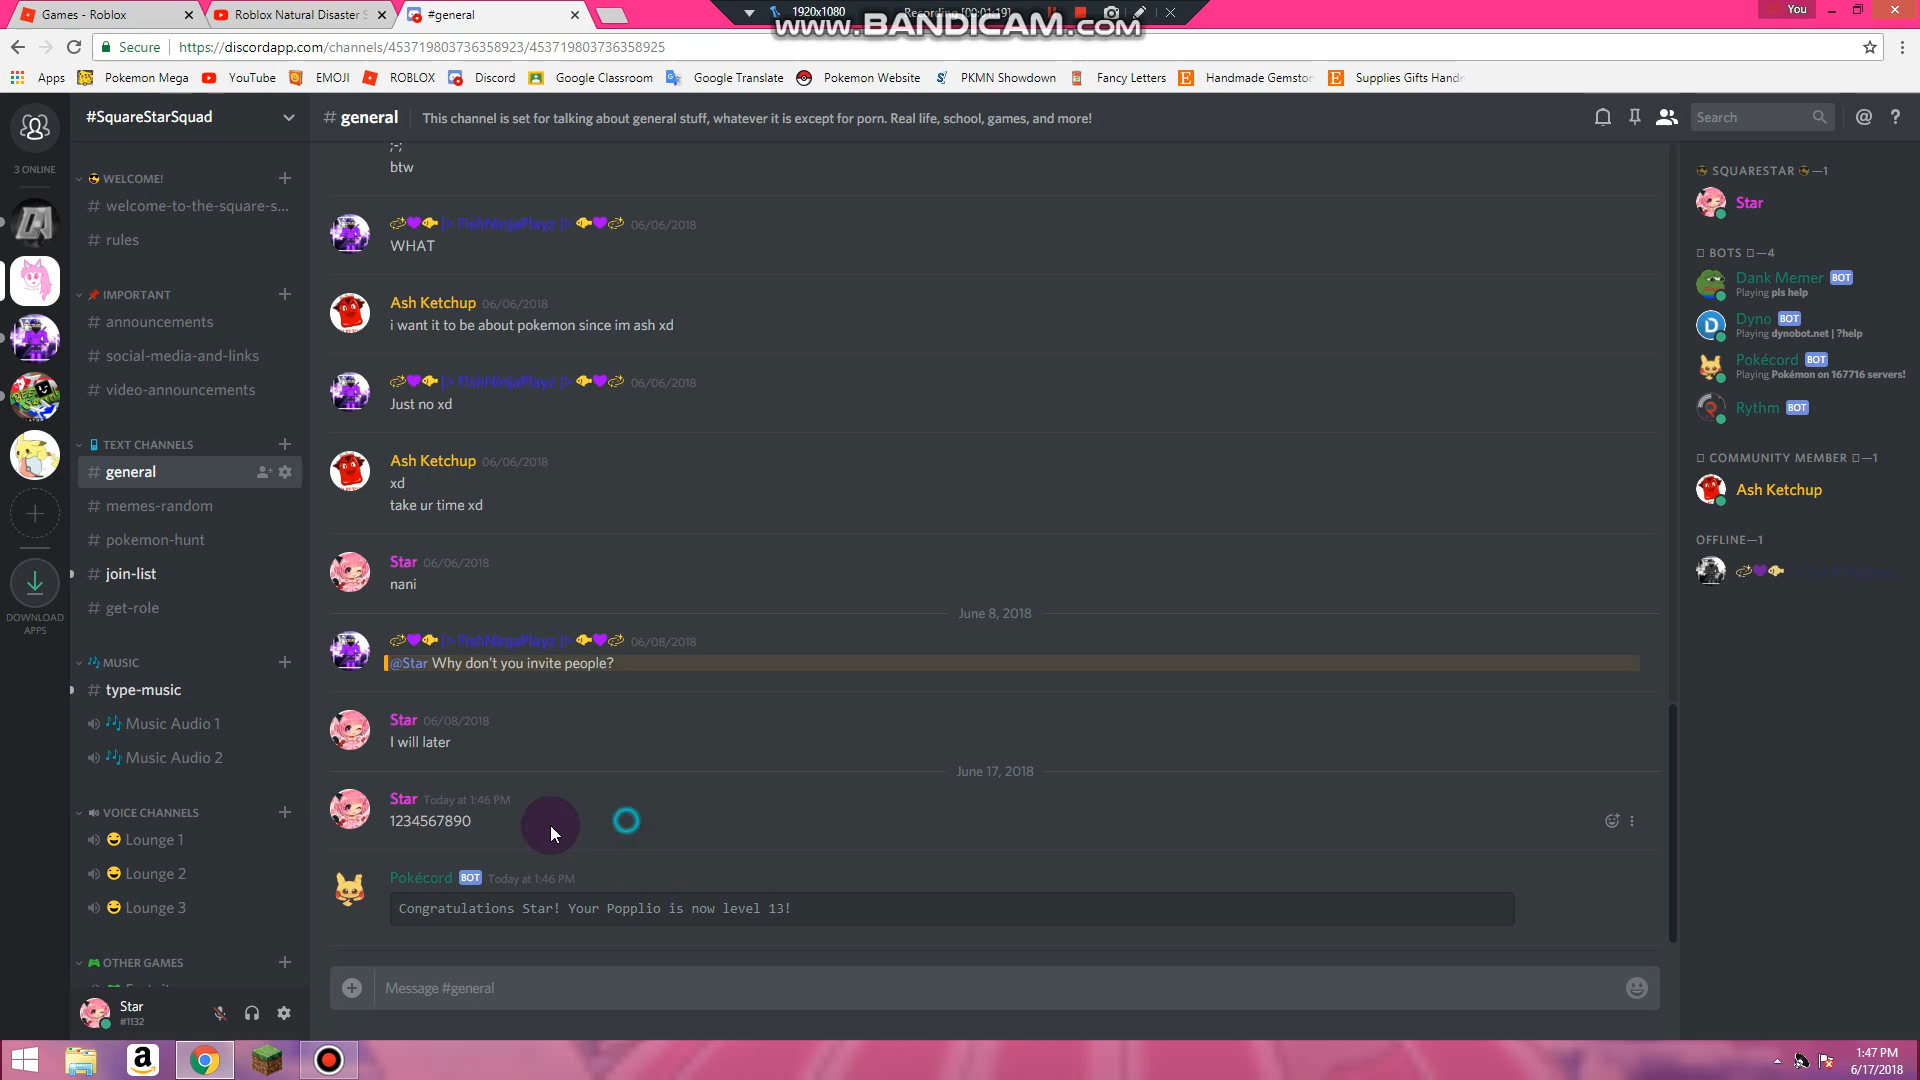 Games - Roblox
Roblox Natural Disaster S
#general
1920x1080
Recording [00:01:19]
www.BANDICAM.com
You
Secure
https://discordapp.com/channels/453719803736358923/453719803736358925
Apps
Pokemon Mega
YouTube
EMOJI
ROBLOX
Discord
Google Classroom
Google Translate
Pokemon Website
PKMN Showdown
Fancy Letters
Handmade Gemston
Supplies Gifts Handm
3 ONLINE
DOWNLOAD
APPS
#SquareStarSquad
WELCOME!
# welcome-to-the-square-s...
# rules
IMPORTANT
# announcements
# social-media-and-links
# video-announcements
TEXT CHANNELS
# general
# memes-random
# pokemon-hunt
# join-list
# get-role
MUSIC
# type-music
Music Audio 1
Music Audio 2
VOICE CHANNELS
Lounge 1
Lounge 2
Lounge 3
OTHER GAMES
Star
#1132
# general
This channel is set for talking about general stuff, whatever it is except for porn. Real life, school, games, and more!
Search
;-;
btw
|> FishNinjaPlayz |> 06/06/2018
WHAT
Ash Ketchup 06/06/2018
i want it to be about pokemon since im ash xd
|> FishNinjaPlayz |> 06/06/2018
Just no xd
Ash Ketchup 06/06/2018
xd
take ur time xd
Star 06/06/2018
nani
June 8, 2018
|> FishNinjaPlayz |> 06/08/2018
@Star Why don't you invite people?
Star 06/08/2018
I will later
June 17, 2018
Star Today at 1:46 PM
1234567890
Pokécord BOT Today at 1:46 PM
Congratulations Star! Your Popplio is now level 13!
Message #general
SQUARESTAR —1
Star
BOTS —4
Dank Memer BOT
Playing pls help
Dyno BOT
Playing dynobot.net | ?help
Pokécord BOT
Playing Pokémon on 167716 servers!
Rythm BOT
COMMUNITY MEMBER —1
Ash Ketchup
OFFLINE—1
1:47 PM
6/17/2018